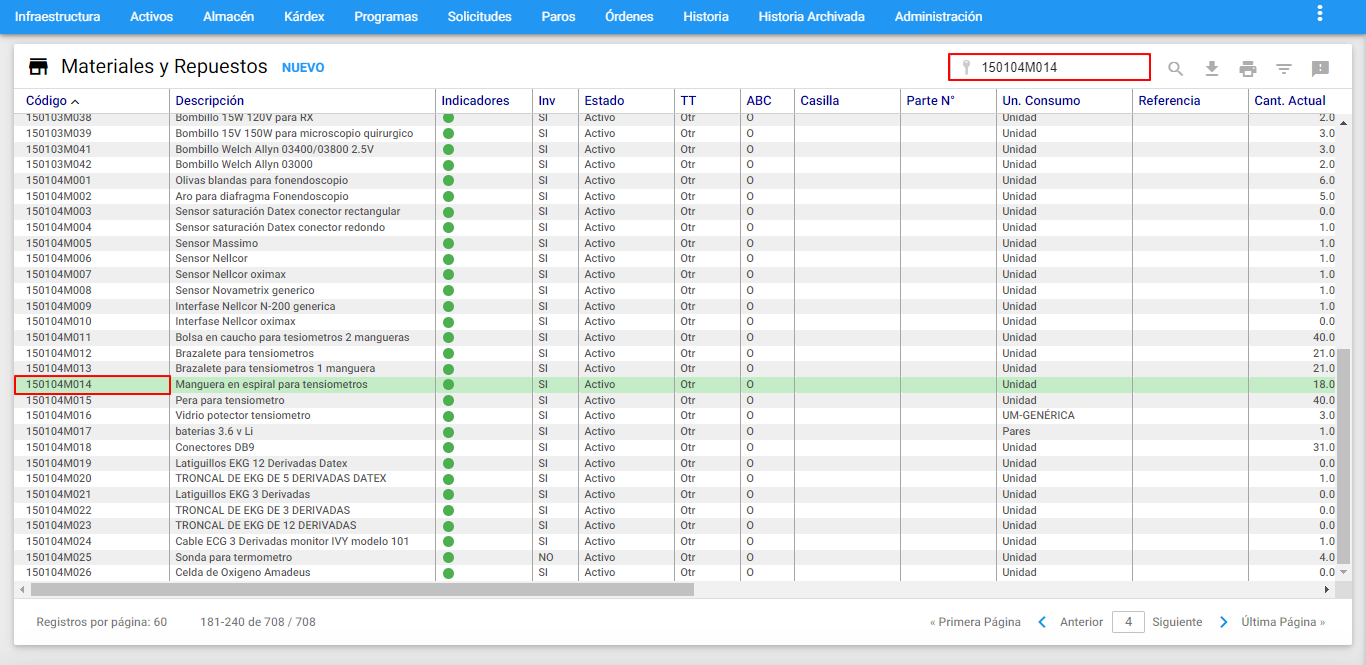 Infraestructura Activos Almacén Kárdex Programas Solicitudes Paros Órdenes Historia Historia Archivada Administración
Materiales y Repuestos NUEVO 150104M014
Código Descripción Indicadores Inv Estado TT ABC Casilla Parte N° Un. Consumo Referencia Cant. Actual
150103M038 Bombillo 15W 120V para RX SI Activo Otr O Unidad 2.0
150103M039 Bombillo 15V 150W para microscopio quirurgico SI Activo Otr O Unidad 3.0
150103M041 Bombillo Welch Allyn 03400/03800 2.5V SI Activo Otr O Unidad 3.0
150103M042 Bombillo Welch Allyn 03000 SI Activo Otr O Unidad 2.0
150104M001 Olivas blandas para fonendoscopio SI Activo Otr O Unidad 6.0
150104M002 Aro para diafragma Fonendoscopio SI Activo Otr O Unidad 5.0
150104M003 Sensor saturación Datex conector rectangular SI Activo Otr O Unidad 0.0
150104M004 Sensor saturación Datex conector redondo SI Activo Otr O Unidad 1.0
150104M005 Sensor Massimo SI Activo Otr O Unidad 1.0
150104M006 Sensor Nellcor SI Activo Otr O Unidad 1.0
150104M007 Sensor Nellcor oximax SI Activo Otr O Unidad 1.0
150104M008 Sensor Novametrix generico SI Activo Otr O Unidad 1.0
150104M009 Interfase Nellcor N-200 generica SI Activo Otr O Unidad 1.0
150104M010 Interfase Nellcor oximax SI Activo Otr O Unidad 0.0
150104M011 Bolsa en caucho para tesiometros 2 mangueras SI Activo Otr O Unidad 40.0
150104M012 Brazalete para tensiometros SI Activo Otr O Unidad 21.0
150104M013 Brazalete para tensiometros 1 manguera SI Activo Otr O Unidad 21.0
150104M014 Manguera en espiral para tensiometros SI Activo Otr O Unidad 18.0
150104M015 Pera para tensiometro SI Activo Otr O Unidad 40.0
150104M016 Vidrio potector tensiometro SI Activo Otr O UM-GENÉRICA 3.0
150104M017 baterias 3.6 v Li SI Activo Otr O Pares 1.0
150104M018 Conectores DB9 SI Activo Otr O Unidad 31.0
150104M019 Latiguillos EKG 12 Derivadas Datex SI Activo Otr O Unidad 0.0
150104M020 TRONCAL DE EKG DE 5 DERIVADAS DATEX SI Activo Otr O Unidad 1.0
150104M021 Latiguillos EKG 3 Derivadas SI Activo Otr O Unidad 0.0
150104M022 TRONCAL DE EKG DE 3 DERIVADAS SI Activo Otr O Unidad 0.0
150104M023 TRONCAL DE EKG DE 12 DERIVADAS SI Activo Otr O Unidad 0.0
150104M024 Cable ECG 3 Derivadas monitor IVY modelo 101 SI Activo Otr O Unidad 1.0
150104M025 Sonda para termometro NO Activo Otr O Unidad 4.0
150104M026 Celda de Oxigeno Amadeus SI Activo Otr O Unidad 0.0
Registros por página: 60 181-240 de 708 / 708 « Primera Página Anterior 4 Siguiente Última Página »